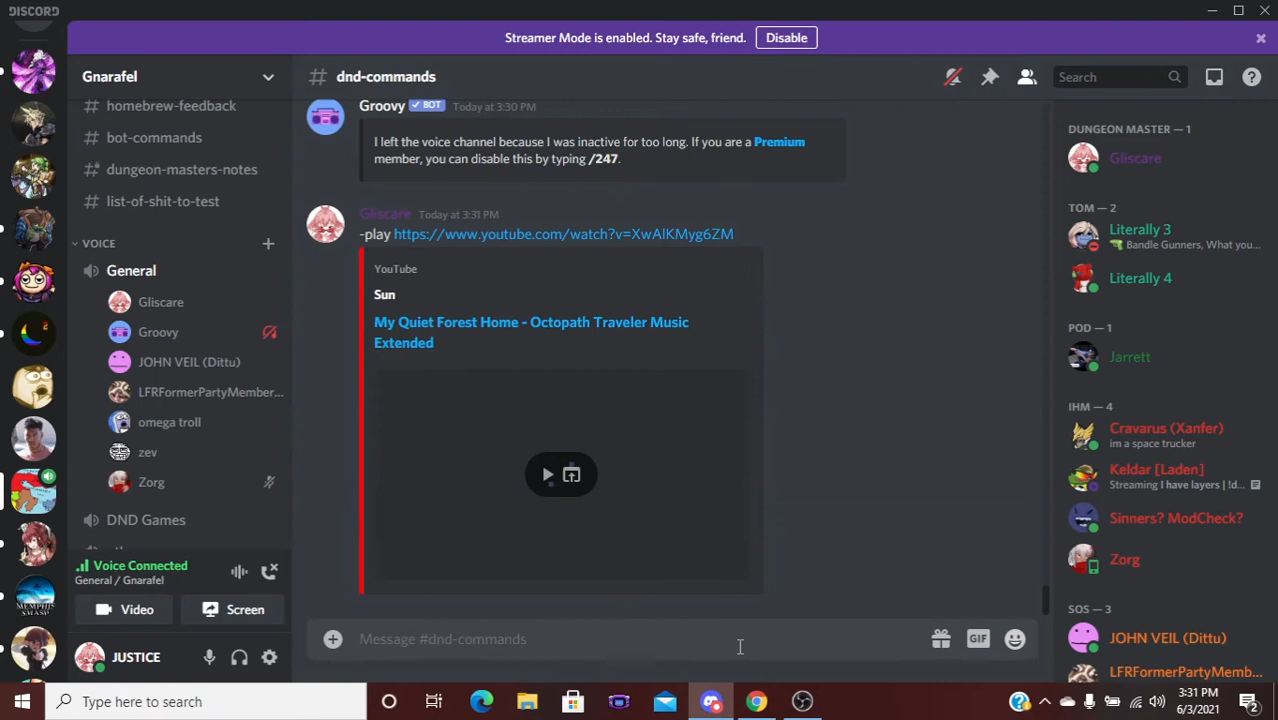 DISCORD
Streamer Mode is enabled. Stay safe, friend. Disable
Gnarafel
homebrew-feedback
bot-commands
dungeon-masters-notes
list-of-shit-to-test
VOICE
General
Gliscare
Groovy
JOHN VEIL (Dittu)
LFRFormerPartyMember...
omega troll
zev
Zorg
DND Games
Voice Connected
General / Gnarafel
Video
Screen
JUSTICE
# dnd-commands
Search
Groovy BOT Today at 3:30 PM
I left the voice channel because I was inactive for too long. If you are a Premium
member, you can disable this by typing /247.
Gliscare Today at 3:31 PM
-play https://www.youtube.com/watch?v=XwAlKMyg6ZM
YouTube
Sun
My Quiet Forest Home - Octopath Traveler Music
Extended
Message #dnd-commands
GIF
DUNGEON MASTER — 1
Gliscare
TOM — 2
Literally 3
Bandle Gunners, What you...
Literally 4
POD — 1
Jarrett
IHM — 4
Cravarus (Xanfer)
im a space trucker
Keldar [Laden]
Streaming I have layers | !d...
Sinners? ModCheck?
Zorg
SOS — 3
JOHN VEIL (Dittu)
LFRFormerPartyMemb...
Type here to search
3:31 PM
6/3/2021
2